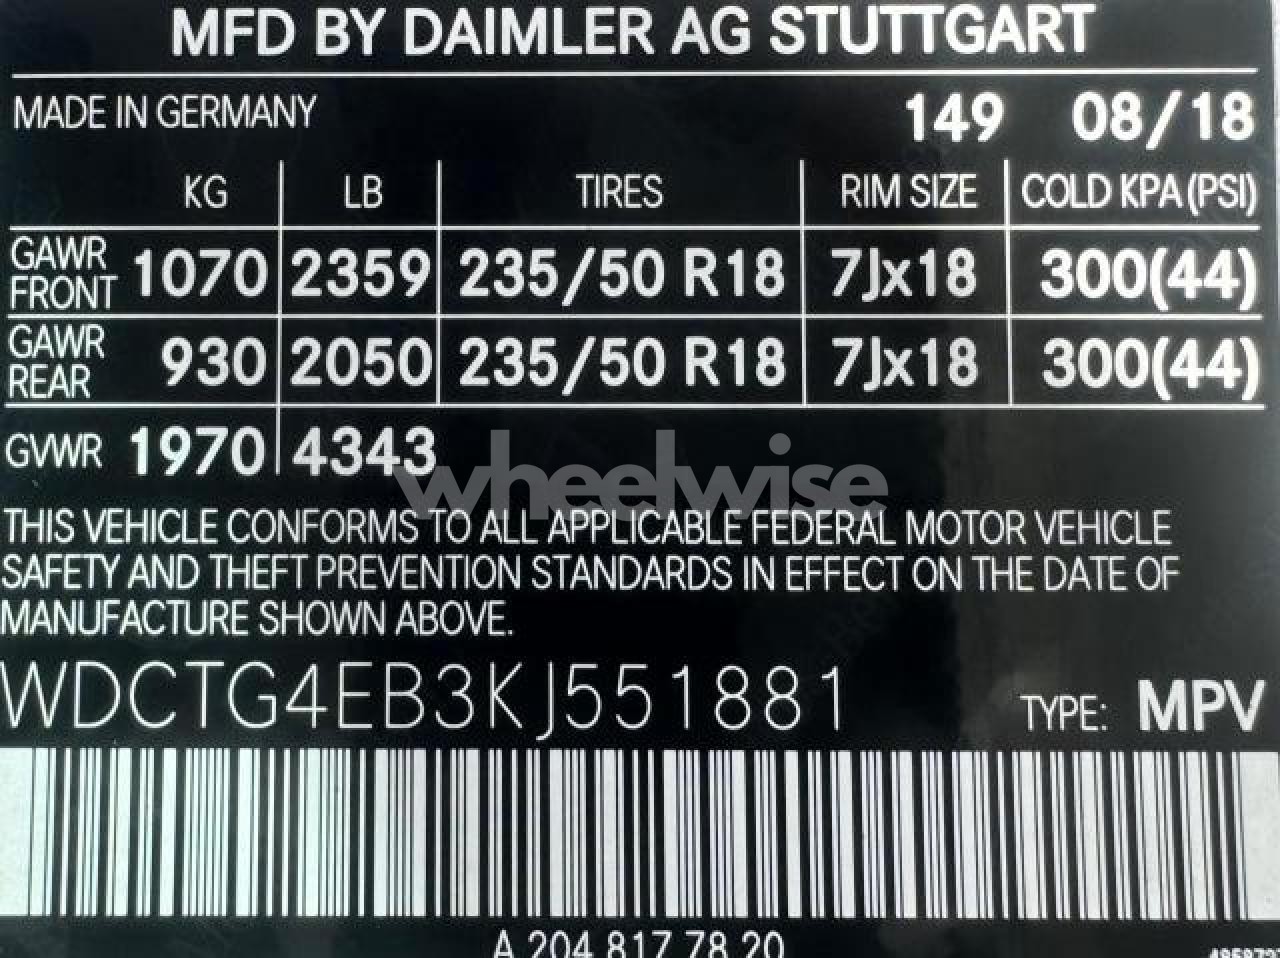 MFD BY DAIMLER AG STUTTGART
MADE IN GERMANY 149 08/18
KG LB TIRES RIM SIZE COLD KPA (PSI)
GAWR FRONT 1070 2359 235/50 R18 7Jx18 300(44)
GAWR REAR 930 2050 235/50 R18 7Jx18 300(44)
GVWR 1970 4343
wheelwise
THIS VEHICLE CONFORMS TO ALL APPLICABLE FEDERAL MOTOR VEHICLE
SAFETY AND THEFT PREVENTION STANDARDS IN EFFECT ON THE DATE OF
MANUFACTURE SHOWN ABOVE.
WDCTG4EB3KJ551881 TYPE: MPV
A 204 817 78 20